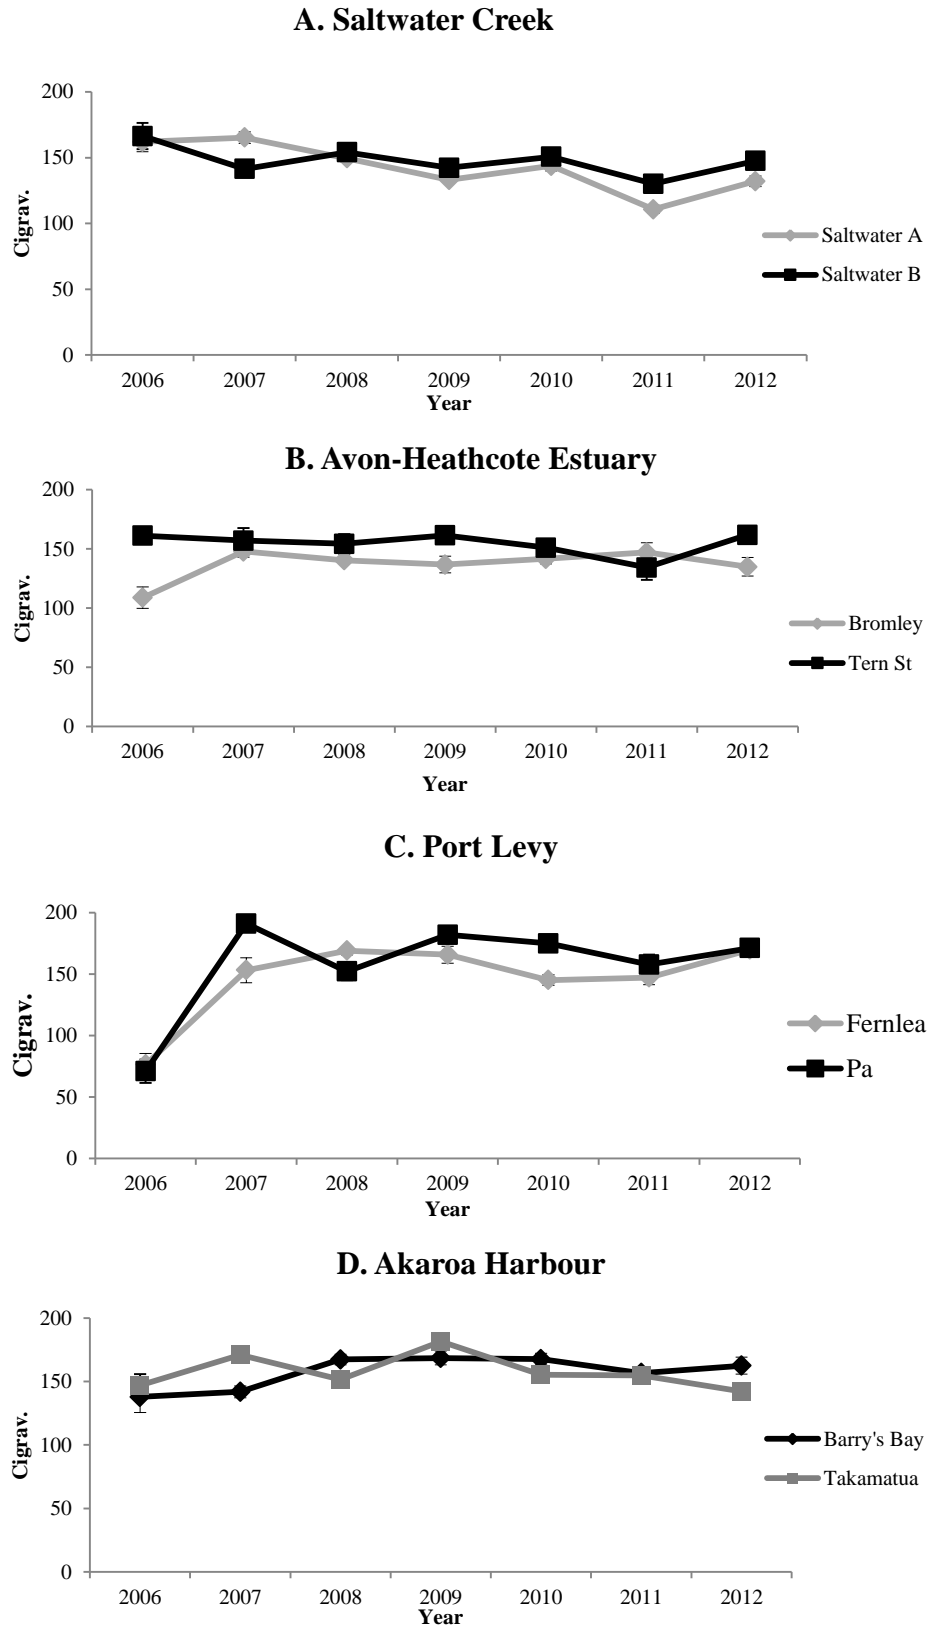 A. Saltwater Creek
200
150
100
50
0
Cigrav.
2006 2007 2008 2009 2010 2011 2012
Year
Saltwater A
Saltwater B
B. Avon-Heathcote Estuary
200
150
100
50
0
Cigrav.
2006 2007 2008 2009 2010 2011 2012
Year
Bromley
Tern St
C. Port Levy
200
150
100
50
0
Cigrav.
2006 2007 2008 2009 2010 2011 2012
Year
Fernlea
Pa
D. Akaroa Harbour
200
150
100
50
0
Cigrav.
2006 2007 2008 2009 2010 2011 2012
Year
Barry's Bay
Takamatua